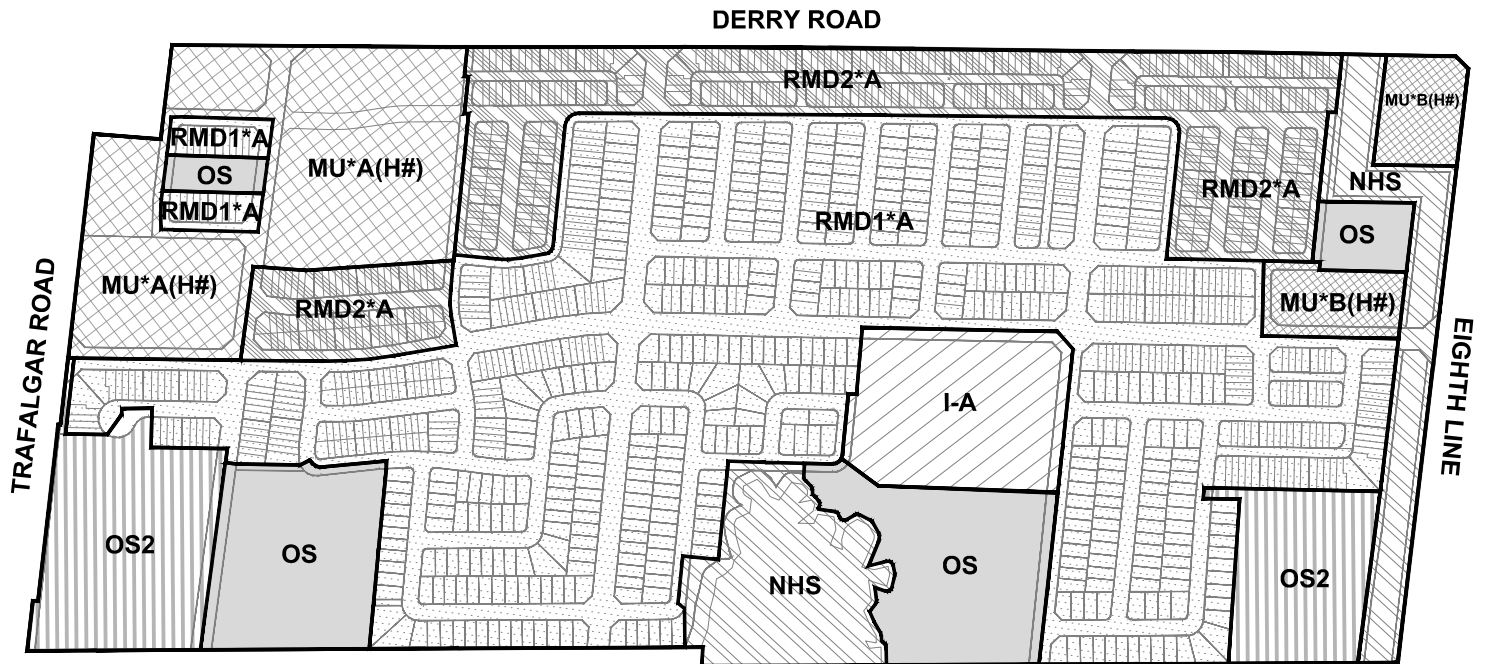 DERRY ROAD
RMD2*A
MU*B(H#)
RMD1*A
OS
RMD1*A
MU*A(H#)
NHS
RMD2*A
RMD1*A
OS
MU*A(H#)
RMD2*A
MU*B(H#)
TRAFALGAR ROAD
EIGHTH LINE
I-A
OS2
OS
NHS
OS
OS2